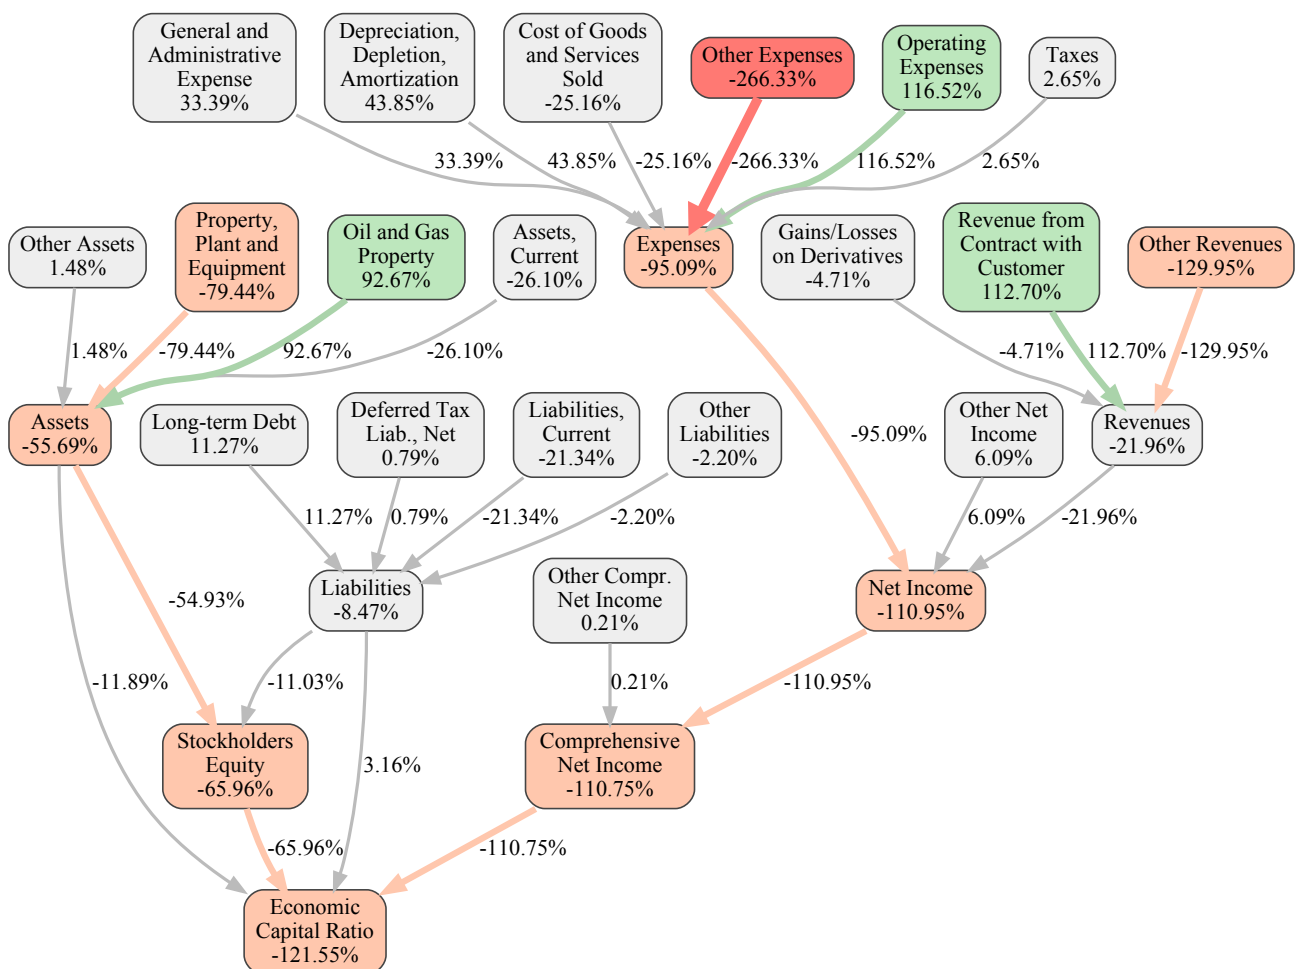 General and
Administrative
Expense
33.39%
Depreciation,
Depletion,
Amortization
43.85%
Cost of Goods
and Services
Sold
-25.16%
Other Expenses
-266.33%
Operating
Expenses
116.52%
Taxes
2.65%
33.39%
43.85%
-25.16%
-266.33%
116.52%
2.65%
Other Assets
1.48%
Property,
Plant and
Equipment
-79.44%
Oil and Gas
Property
92.67%
Assets,
Current
-26.10%
Expenses
-95.09%
Gains/Losses
on Derivatives
-4.71%
Revenue from
Contract with
Customer
112.70%
Other Revenues
-129.95%
1.48%
-79.44%
92.67%
-26.10%
-4.71%
112.70%
-129.95%
Assets
-55.69%
Long-term Debt
11.27%
Deferred Tax
Liab., Net
0.79%
Liabilities,
Current
-21.34%
Other
Liabilities
-2.20%
-95.09%
Other Net
Income
6.09%
Revenues
-21.96%
11.27%
0.79%
-21.34%
-2.20%
6.09%
-21.96%
-54.93%
Liabilities
-8.47%
Other Compr.
Net Income
0.21%
Net Income
-110.95%
-11.89%
-11.03%
0.21%
-110.95%
Stockholders
Equity
-65.96%
3.16%
Comprehensive
Net Income
-110.75%
-65.96%
-110.75%
Economic
Capital Ratio
-121.55%